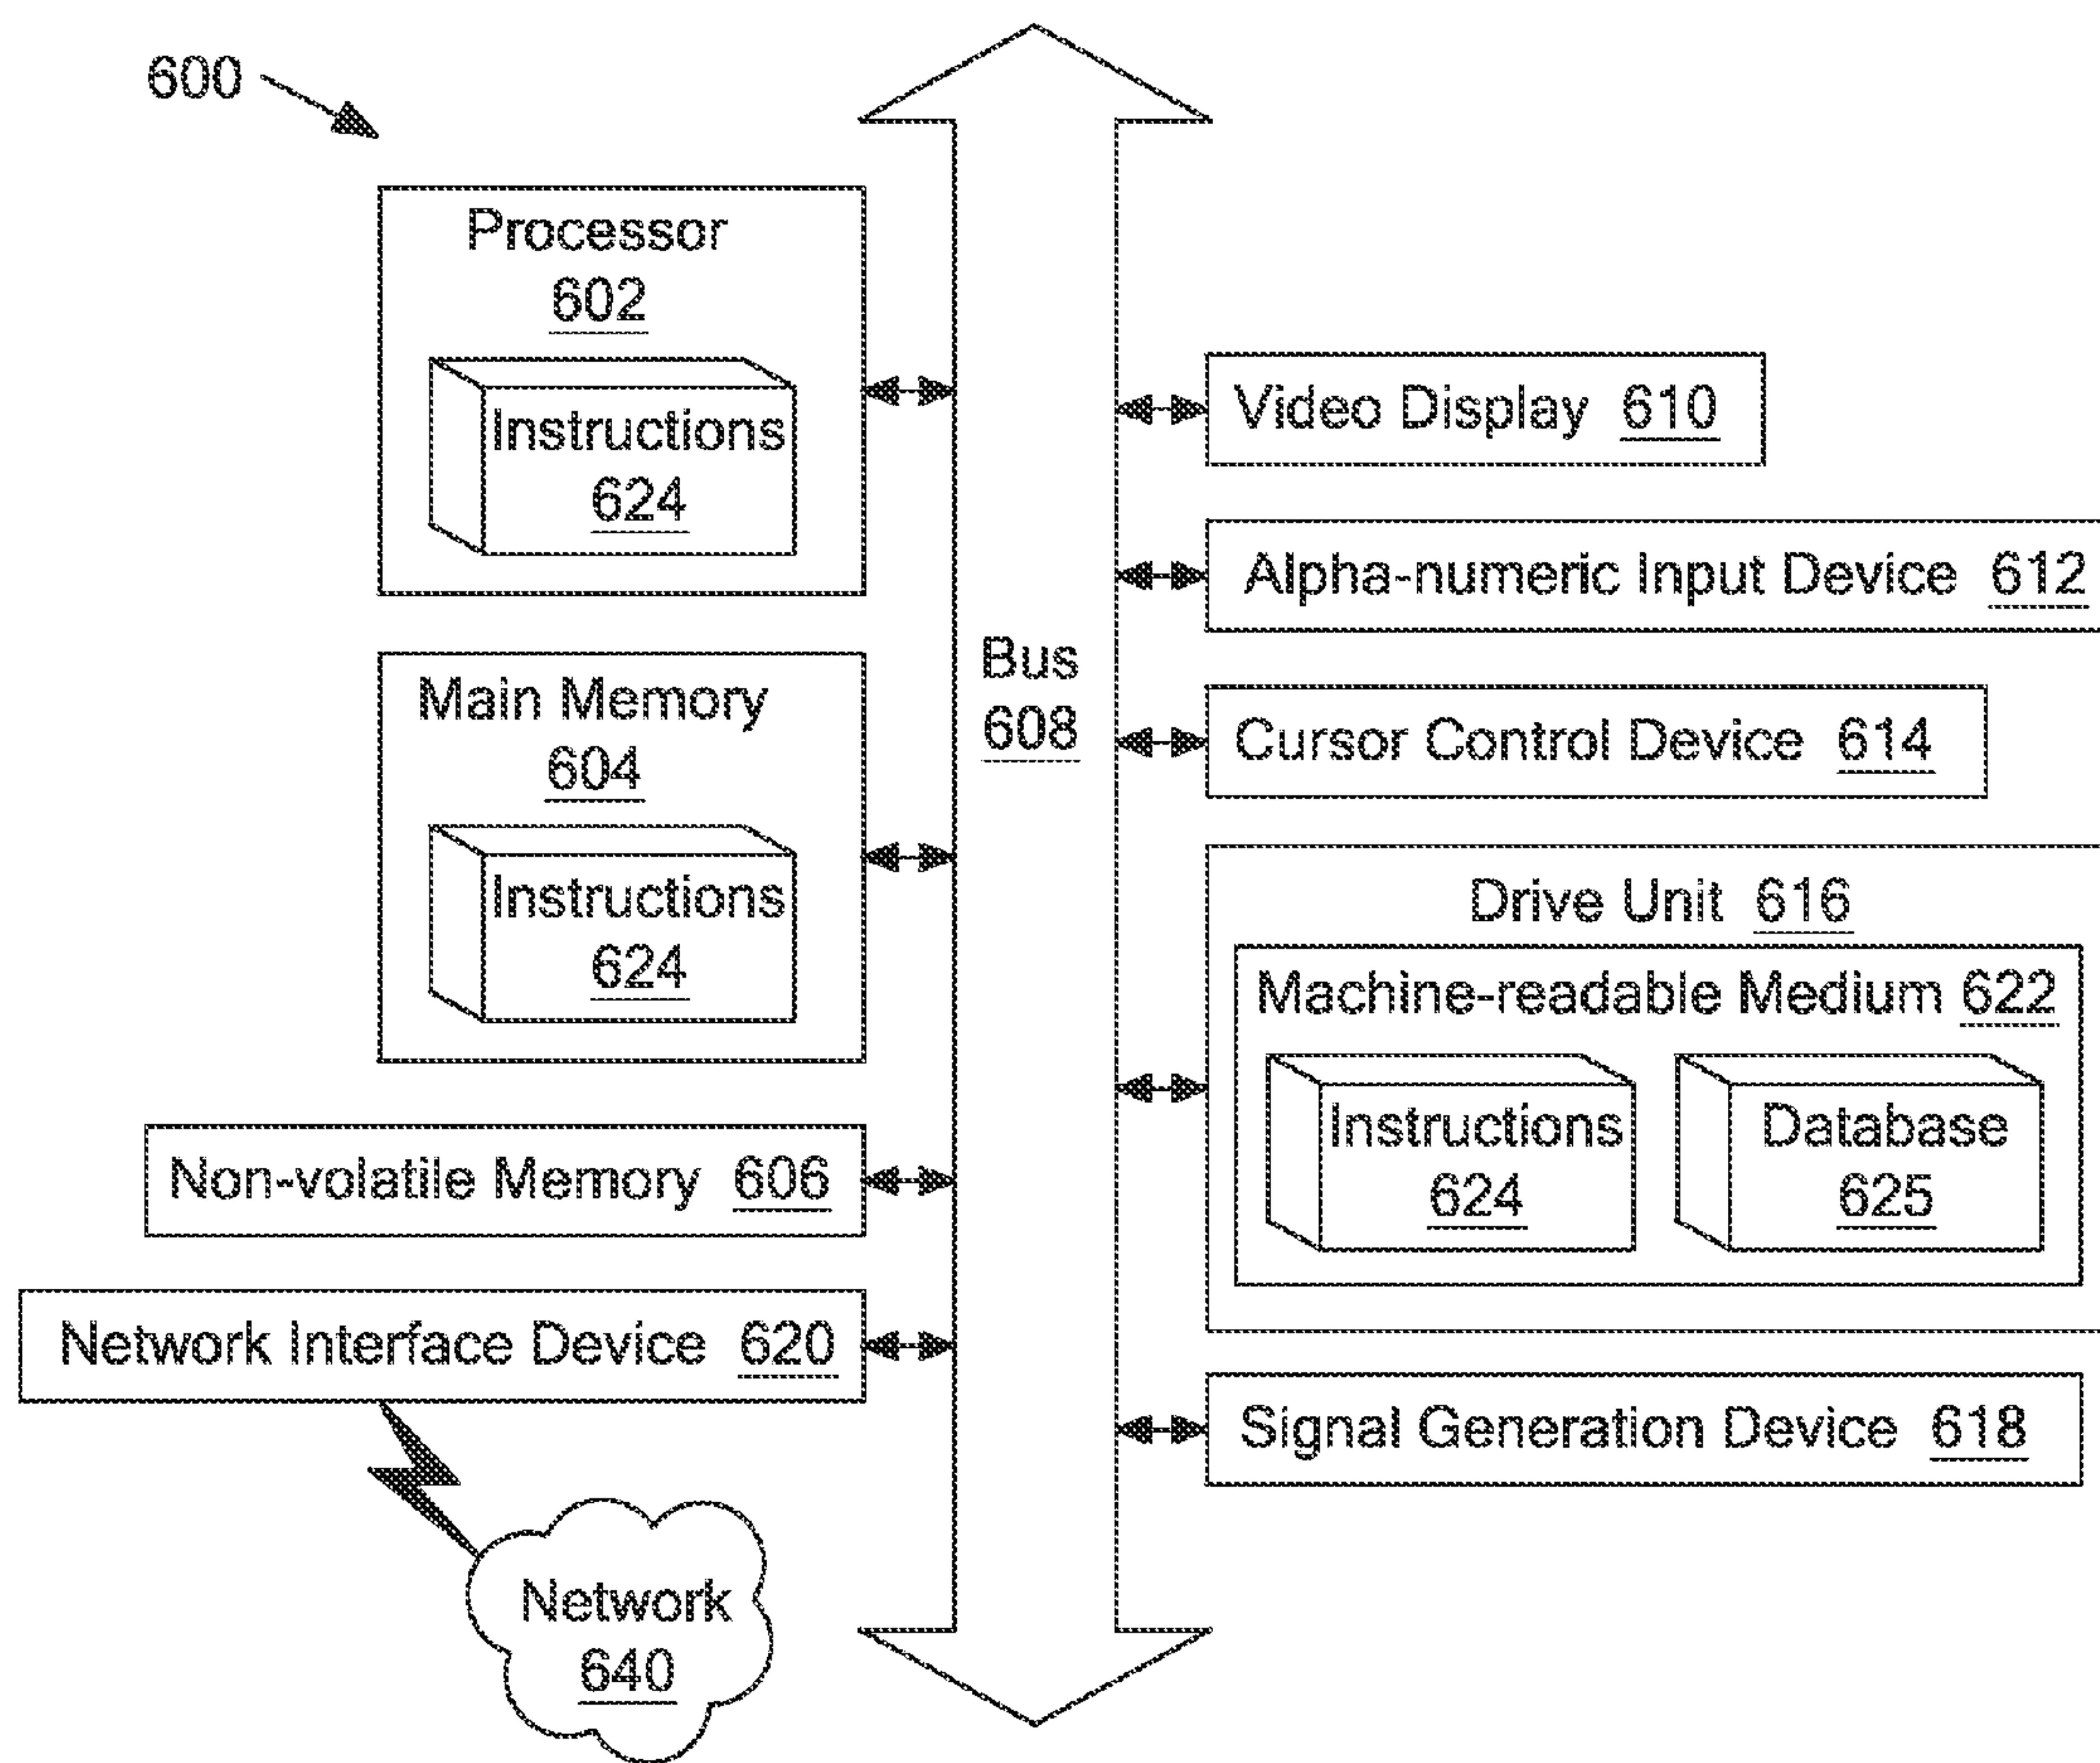 600
Processor
602
Instructions
624
Main Memory
604
Instructions
624
Non-volatile Memory 606
Network Interface Device 620
Network
640
Bus
608
Video Display 610
Alpha-numeric Input Device 612
Cursor Control Device 614
Drive Unit 616
Machine-readable Medium 622
Instructions
624
Database
625
Signal Generation Device 618